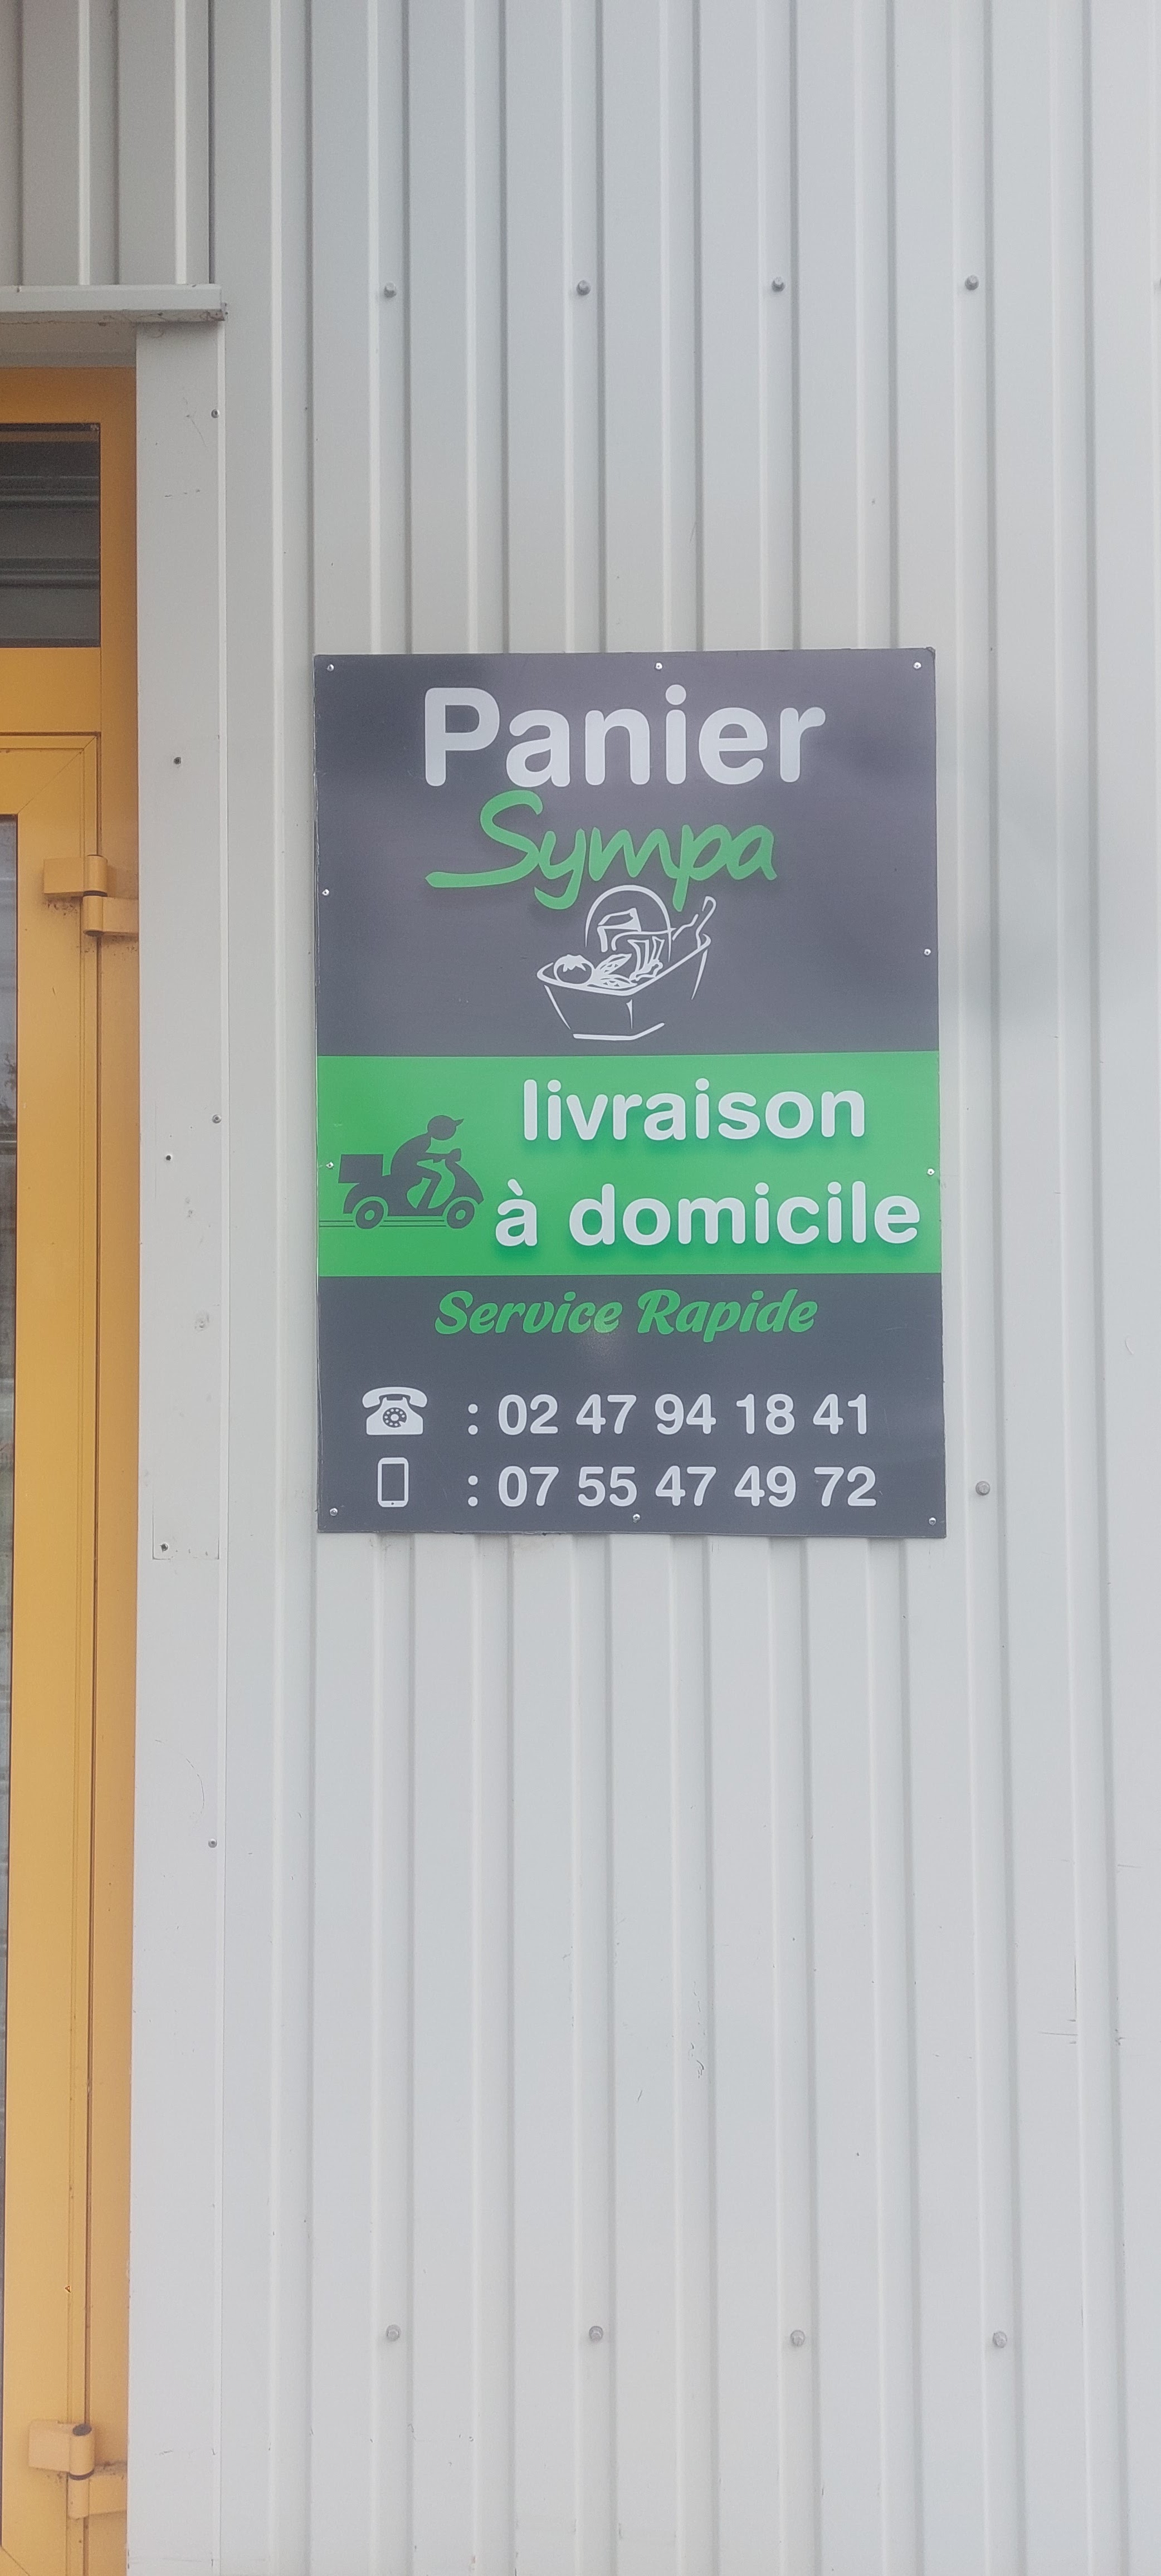 Panier
Sympa
livraison
à domicile
Service Rapide
: 02 47 94 18 41
: 07 55 47 49 72